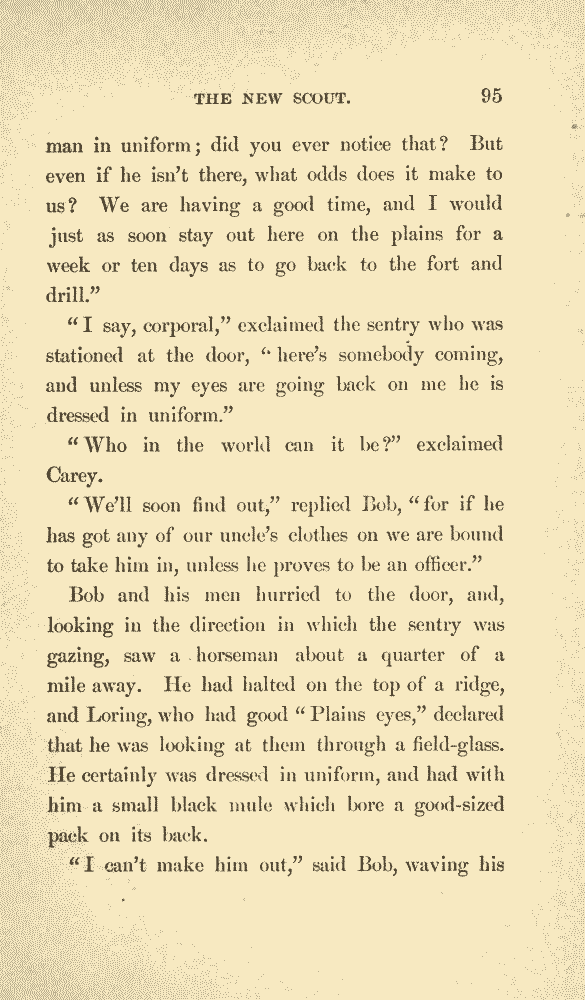 THE NEW SCOUT. 95
man in uniform; did you ever notice that? But
even if he isn't there, what odds does it make to
us? We are having a good time, and I would
just as soon stay out here on the plains for a
week or ten days as to go back to the fort and
drill.”
“I say, corporal,” exclaimed the sentry who was
stationed at the door, “here's somebody coming,
and unless my eyes are going back on me he is
dressed in uniform.”
“Who in the world can it be?” exclaimed
Carey.
“We'll soon find out,” replied Bob, “for if he
has got any of our uncle's clothes on we are bound
to take him in, unless he proves to be an officer.”
Bob and his men hurried to the door, and,
looking in the direction in which the sentry was
gazing, saw a horseman about a quarter of a
mile away. He had halted on the top of a ridge,
and Loring, who had good “Plains eyes,” declared
that he was looking at them through a field-glass.
He certainly was dressed in uniform, and had with
him a small black mule which bore a good-sized
pack on its back.
“I can't make him out,” said Bob, waving his